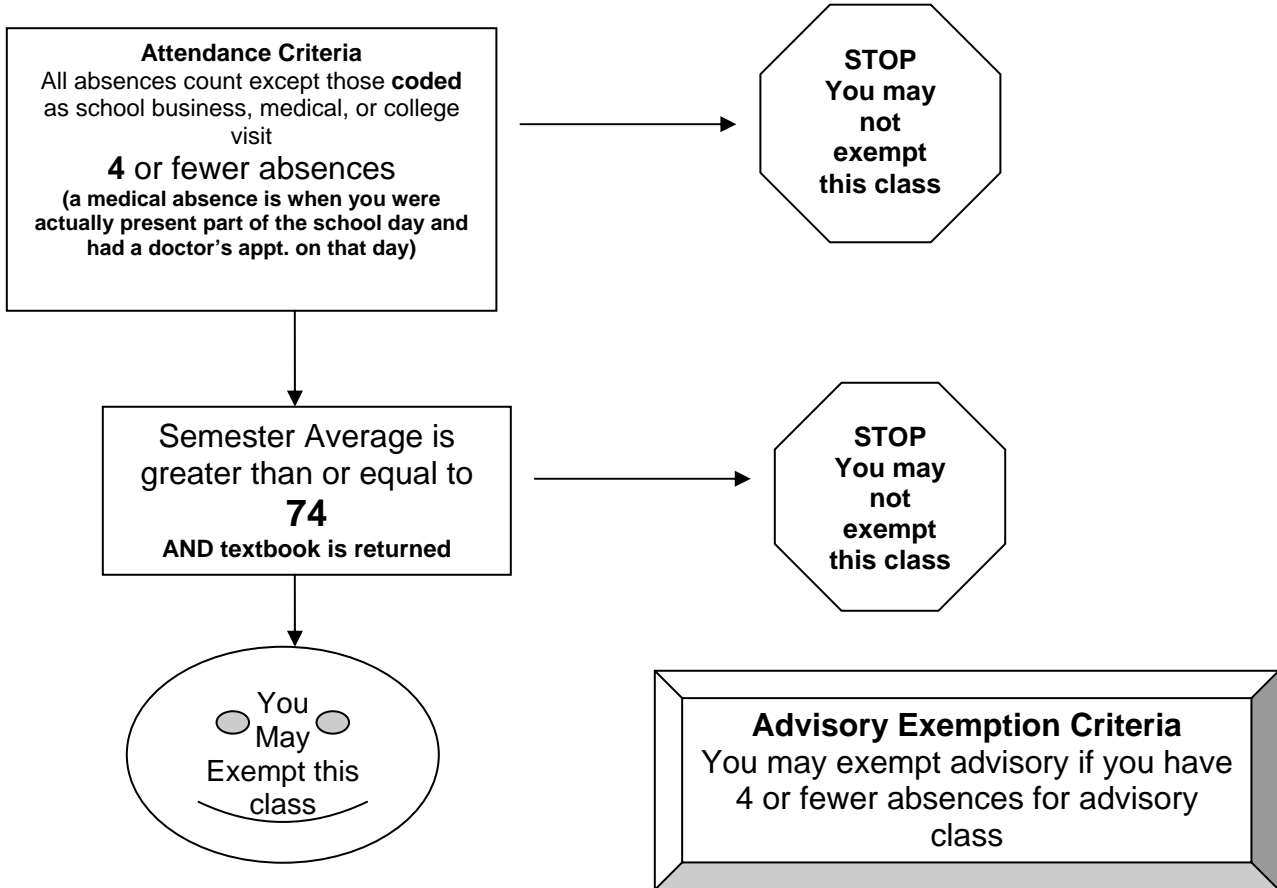 Attendance Criteria
All absences count except those coded
as school business, medical, or college
visit
4 or fewer absences
(a medical absence is when you were
actually present part of the school day and
had a doctor’s appt. on that day)
STOP
You may
not
exempt
this class
Semester Average is
greater than or equal to
74
AND textbook is returned
STOP
You may
not
exempt
this class
You
May
Exempt this
class
Advisory Exemption Criteria
You may exempt advisory if you have
4 or fewer absences for advisory
class